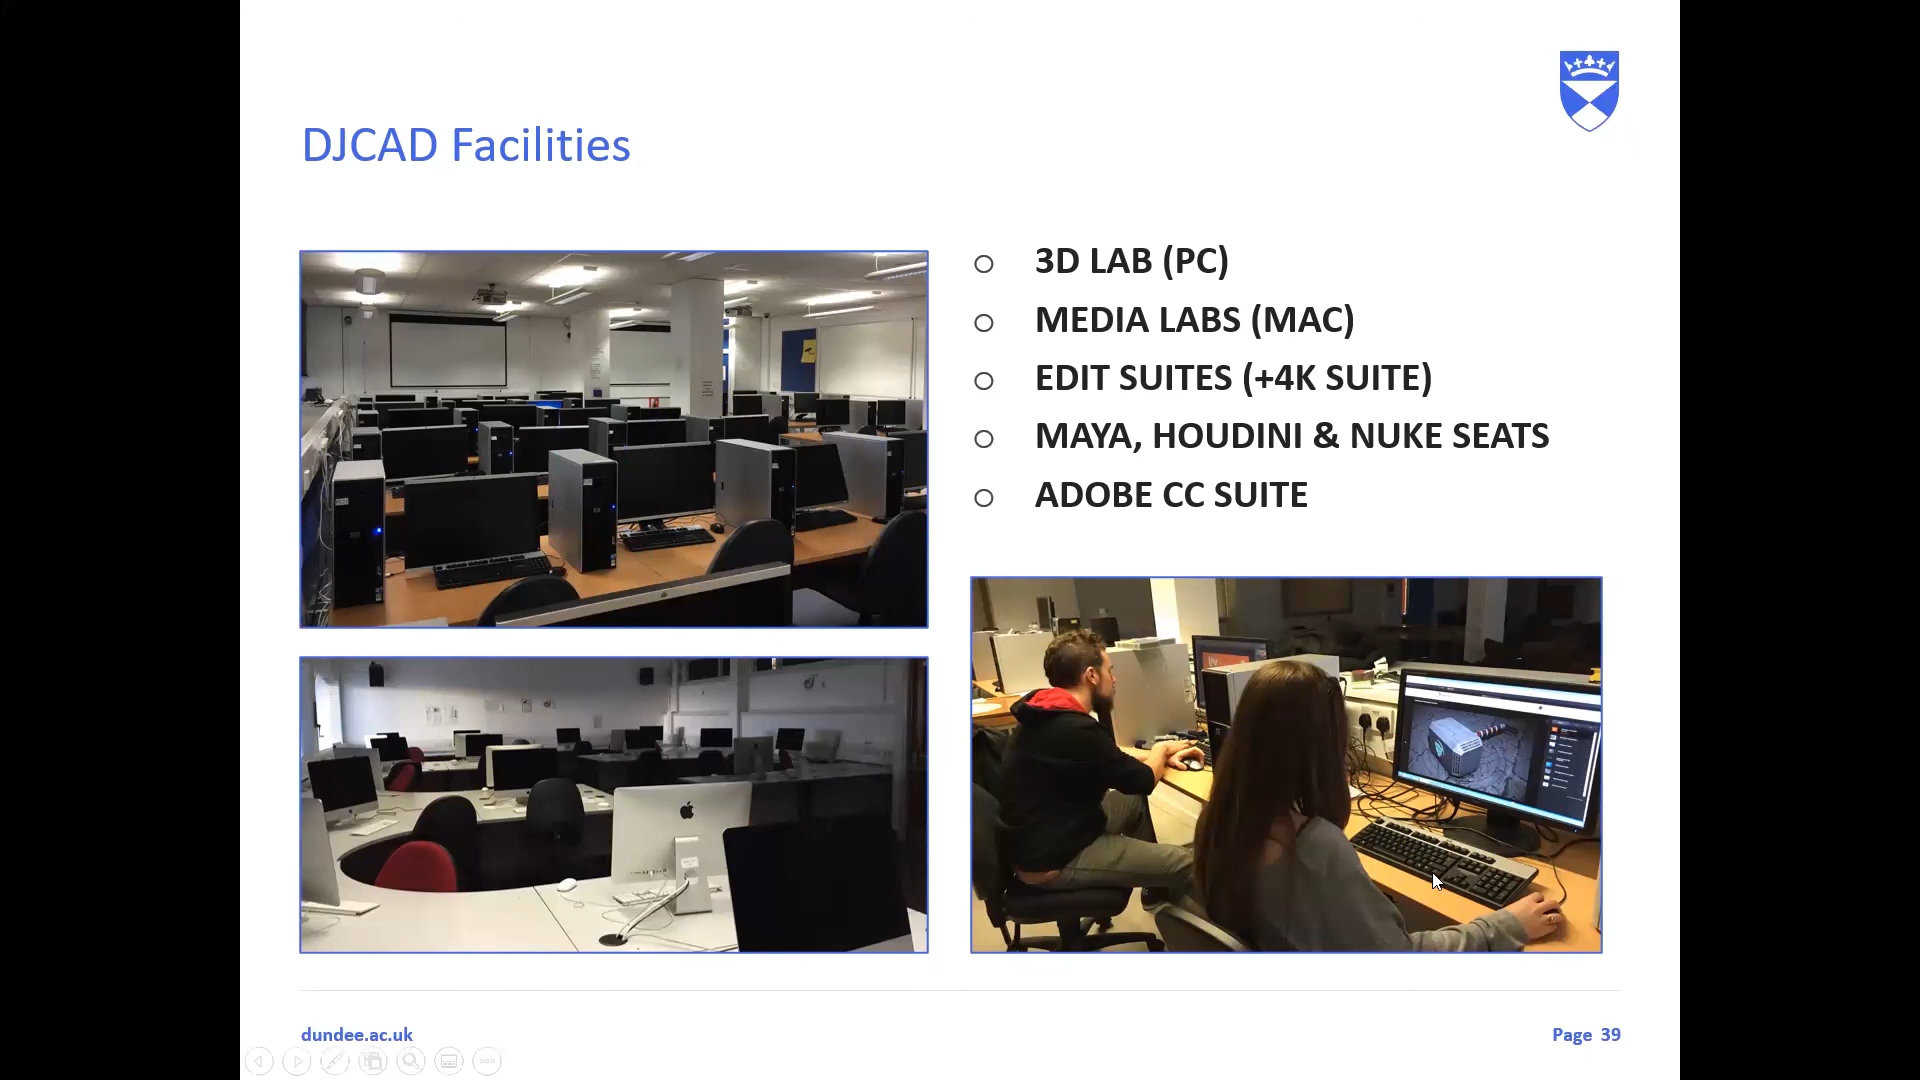 DJCAD Facilities
3D LAB (PC)
MEDIA LABS (MAC)
EDIT SUITES (+4K SUITE)
MAYA, HOUDINI & NUKE SEATS
ADOBE CC SUITE
dundee.ac.uk
Page 39